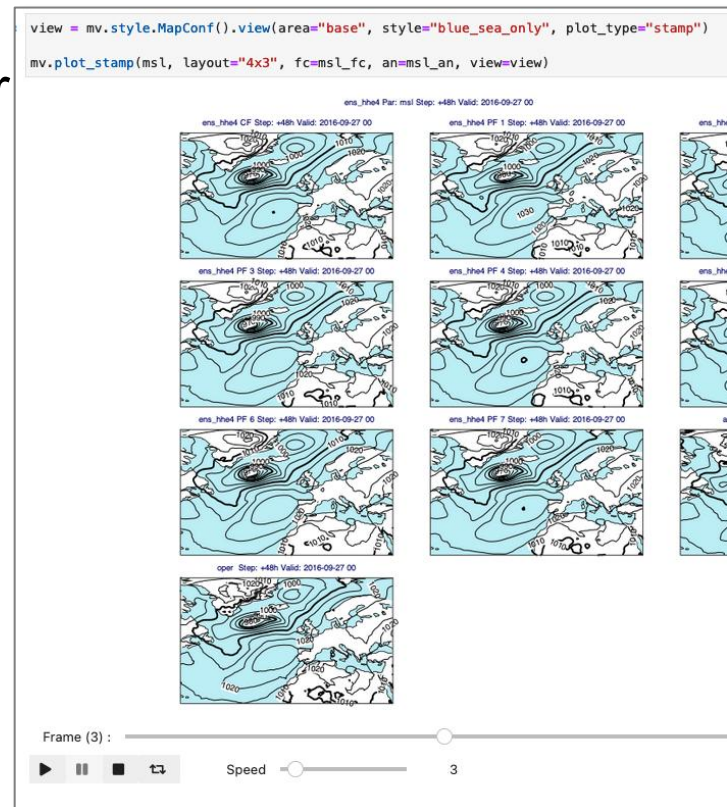 view = mv.style.MapConf().view(area="base", style="blue_sea_only", plot_type="stamp")
mv.plot_stamp(msl, layout="4x3", fc=msl_fc, an=msl_an, view=view)
r
ens_hhe4 Par: msl Step: +48h Valid: 2016-09-27 00
ens_hhe4 CF Step: +48h Valid: 2016-09-27 00 ens_hhe4 PF 1 Step: +48h Valid: 2016-09-27 00 ens_hhe
ens_hhe4 PF 3 Step: +48h Valid: 2016-09-27 00 ens_hhe4 PF 4 Step: +48h Valid: 2016-09-27 00 ens_hhe
ens_hhe4 PF 6 Step: +48h Valid: 2016-09-27 00 ens_hhe4 PF 7 Step: +48h Valid: 2016-09-27 00 a
oper Step: +48h Valid: 2016-09-27 00
Frame (3) :
Speed 3